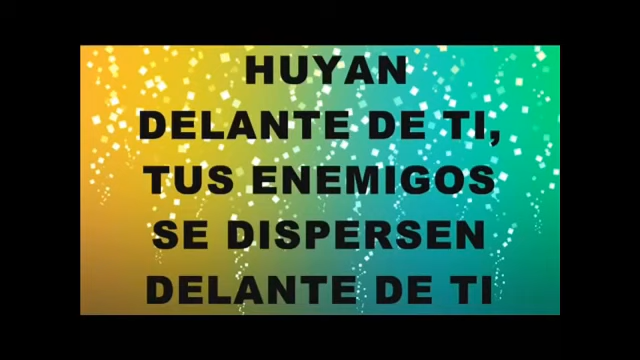 HUYAN
DELANTE DE TI,
TUS ENEMIGOS
SE DISPERSEN
DELANTE DE TI